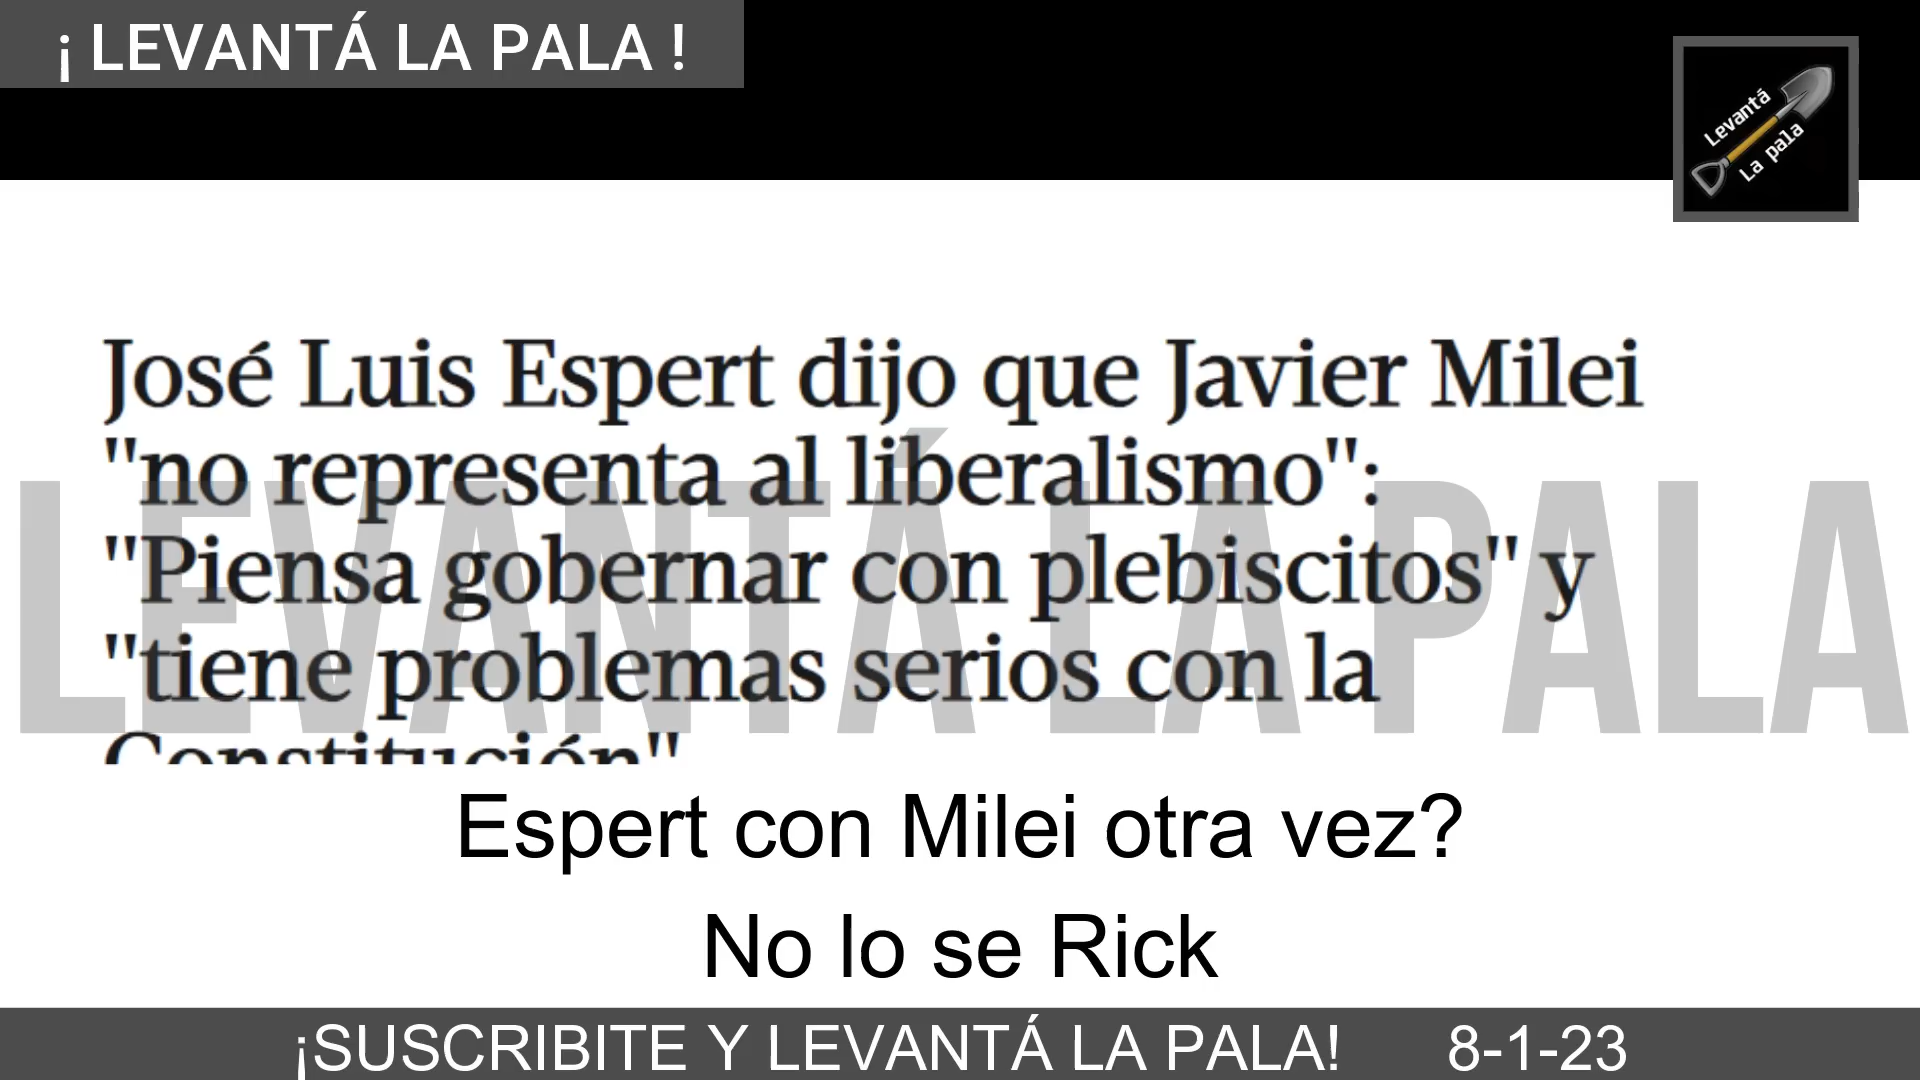 ¡ LEVANTÁ LA PALA !
Levantá
La pala
José Luis Espert dijo que Javier Milei
"no representa al liberalismo":
"Piensa gobernar con plebiscitos" y
"tiene problemas serios con la
Constitución"
LEVANTÁ LA PALA
Espert con Milei otra vez?
No lo se Rick
¡SUSCRIBITE Y LEVANTÁ LA PALA! 8-1-23